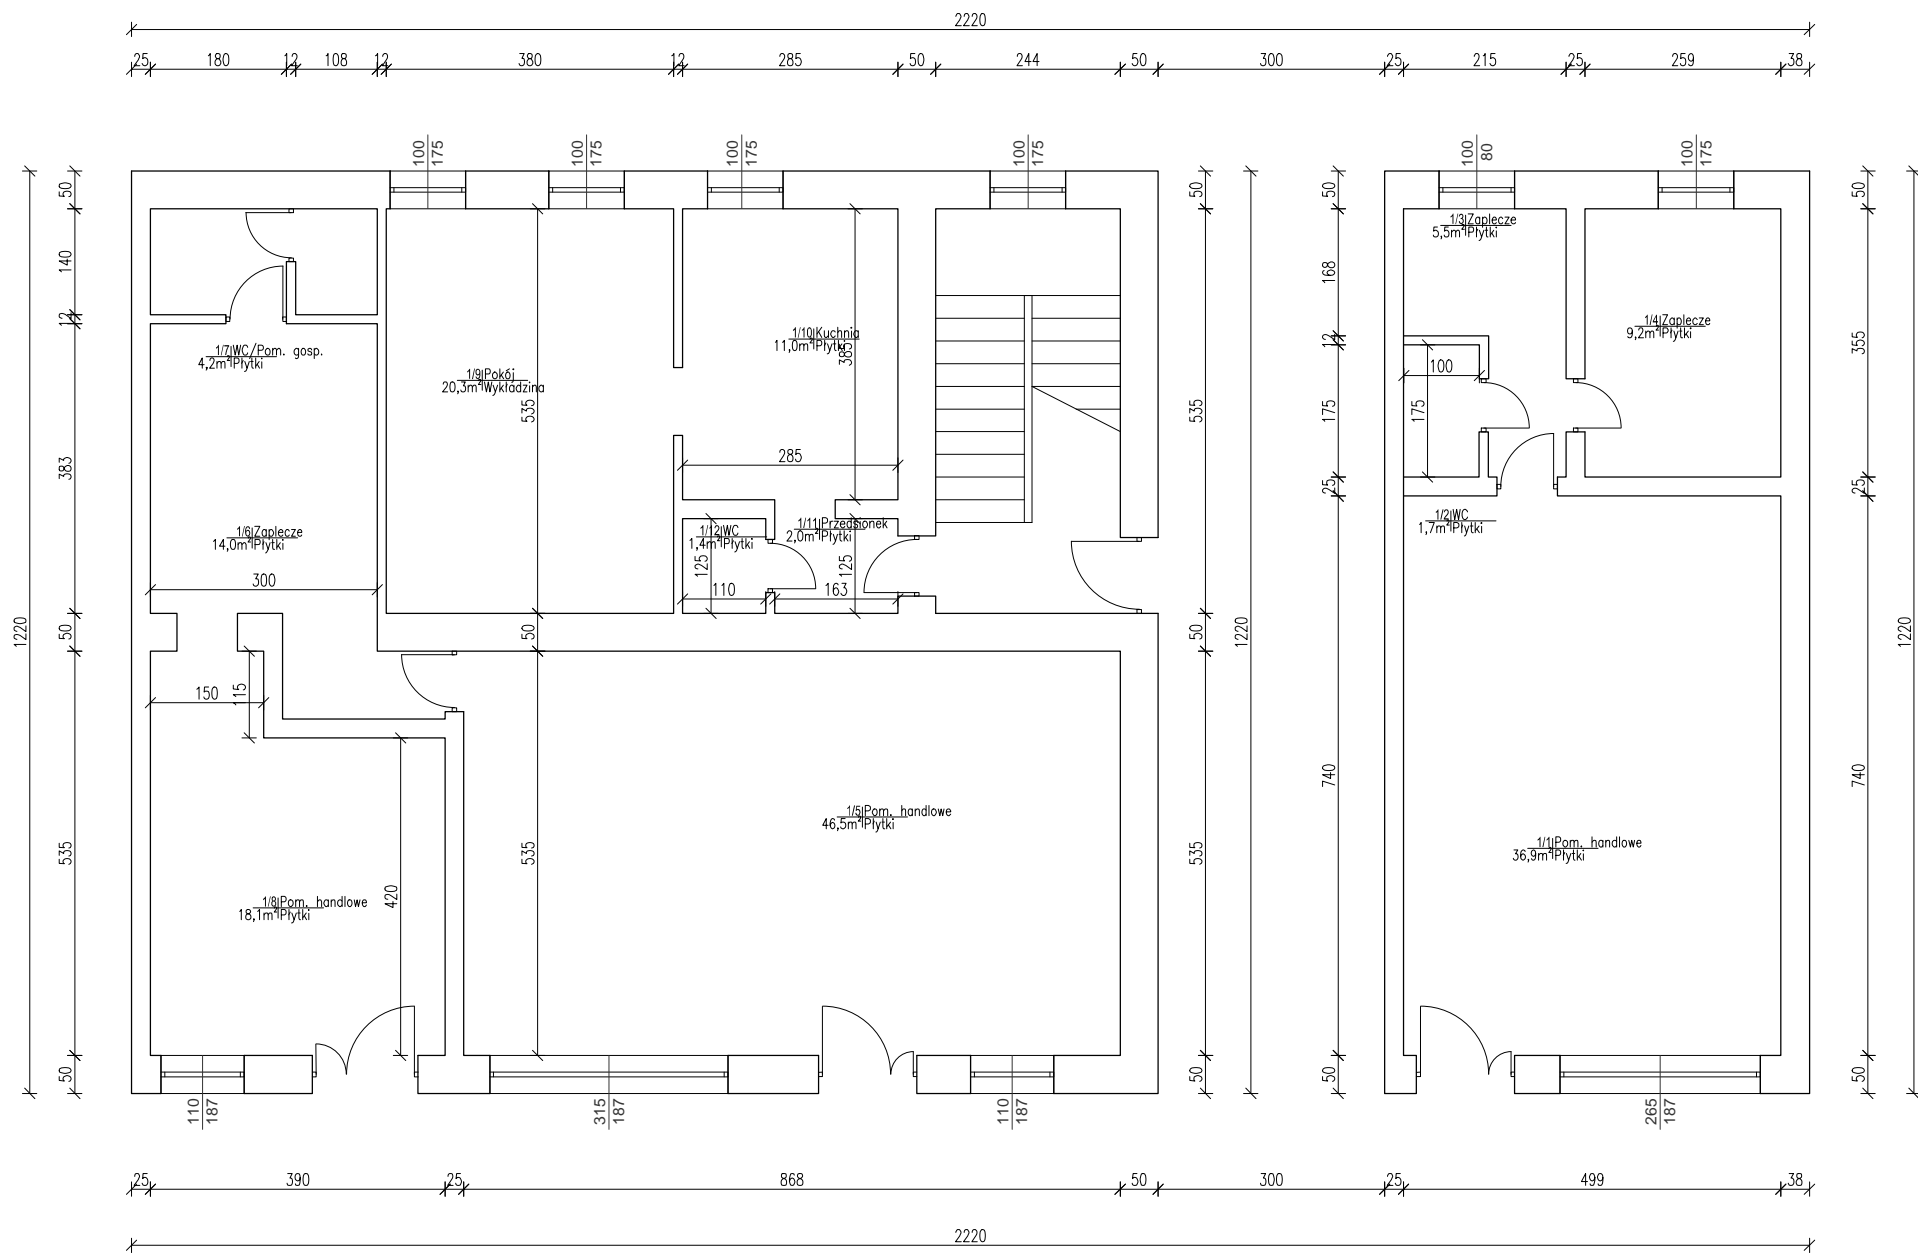 2220
25 180 12 108 12 380 12 285 50 244 50 300 25 215 25 259 38
100 175
100 175
100 175
100 175
100 80
100 175
50 140 12 383 50 535 50
1220
50 535 50 535 50
1220
50 168 12 175 25 740 50
50 355 25 740 50
1220
1/3 Zaplecze
5,5m² Płytki
1/4 Zaplecze
9,2m² Płytki
1/10 Kuchnia
11,0m² Płytki
385
1/7 WC/Pom. gosp.
4,2m² Płytki
1/9 Pokój
20,3m² Wykładzina
535
100
175
285
1/2 WC
1,7m² Płytki
1/12 WC
1,4m² Płytki
1/11 Przedsionek
2,0m² Płytki
1/6 Zaplecze
14,0m² Płytki
125
125
300
110
163
50
150
115
1/5 Pom. handlowe
46,5m² Płytki
535
1/1 Pom. handlowe
36,9m² Płytki
420
1/8 Pom. handlowe
18,1m² Płytki
110 187
315 187
110 187
265 187
25 390 25 868 50 300 25 499 38
2220